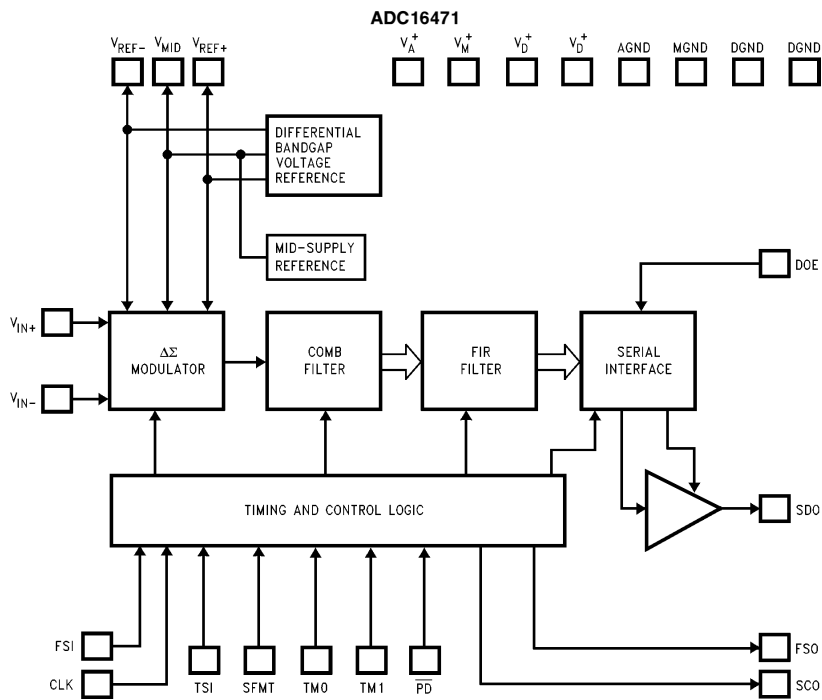 ADC16471
VREF- VMID VREF+ VA+ VM+ VD+ VD+ AGND MGND DGND DGND
DIFFERENTIAL
BANDGAP
VOLTAGE
REFERENCE
MID-SUPPLY
REFERENCE
DOE
VIN+
VIN-
ΔΣ
MODULATOR
COMB
FILTER
FIR
FILTER
SERIAL
INTERFACE
TIMING AND CONTROL LOGIC
SDO
FSI
CLK
TSI SFMT TM0 TM1 P̅D̅
FSO
SCO